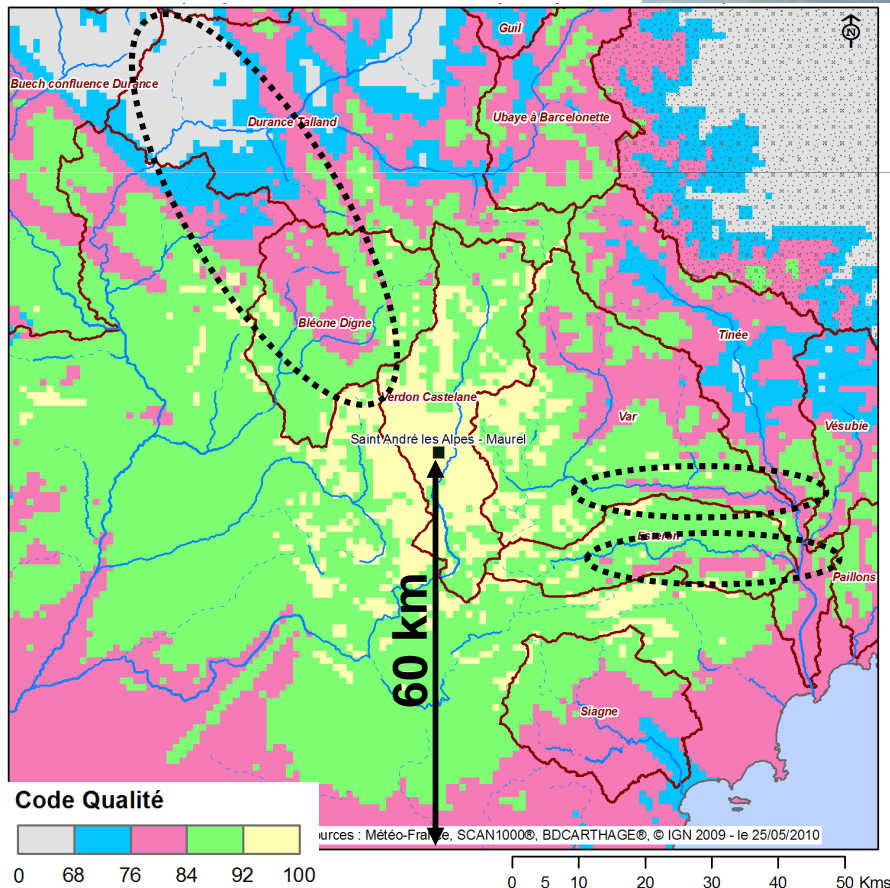 Guil
N
Buech confluence Durance
Durance Talland
Ubaye à Barcelonette
Bléone Digne
Tinée
Verdon Castelane
Var
Vésubie
Saint André les Alpes - Maurel
Esteron
Paillons
60 km
Siagne
Code Qualité
urces : Météo-France, SCAN1000®, BDCARTHAGE®, © IGN 2009 - le 25/05/2010
0 68 76 84 92 100
0 5 10 20 30 40 50 Kms